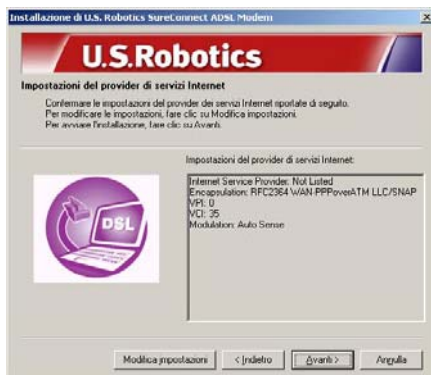 Installazione di U.S. Robotics SureConnect ADSL Modem
U.S.Robotics
Impostazioni del provider di servizi Internet
Confermare le impostazioni del provider dei servizi Internet riportate di seguito.
Per modificare le impostazioni, fare clic su Modifica impostazioni.
Per avviare l'installazione, fare clic su Avanti.
Impostazioni del provider di servizi Internet:
Internet Service Provider: Not Listed
Encapsulation: RFC2364 WAN-PPPoverATM LLC/SNAP
VPI: 0
VCI: 35
Modulation: Auto Sense
DSL
Modifica impostazioni
< Indietro
Avanti >
Annulla